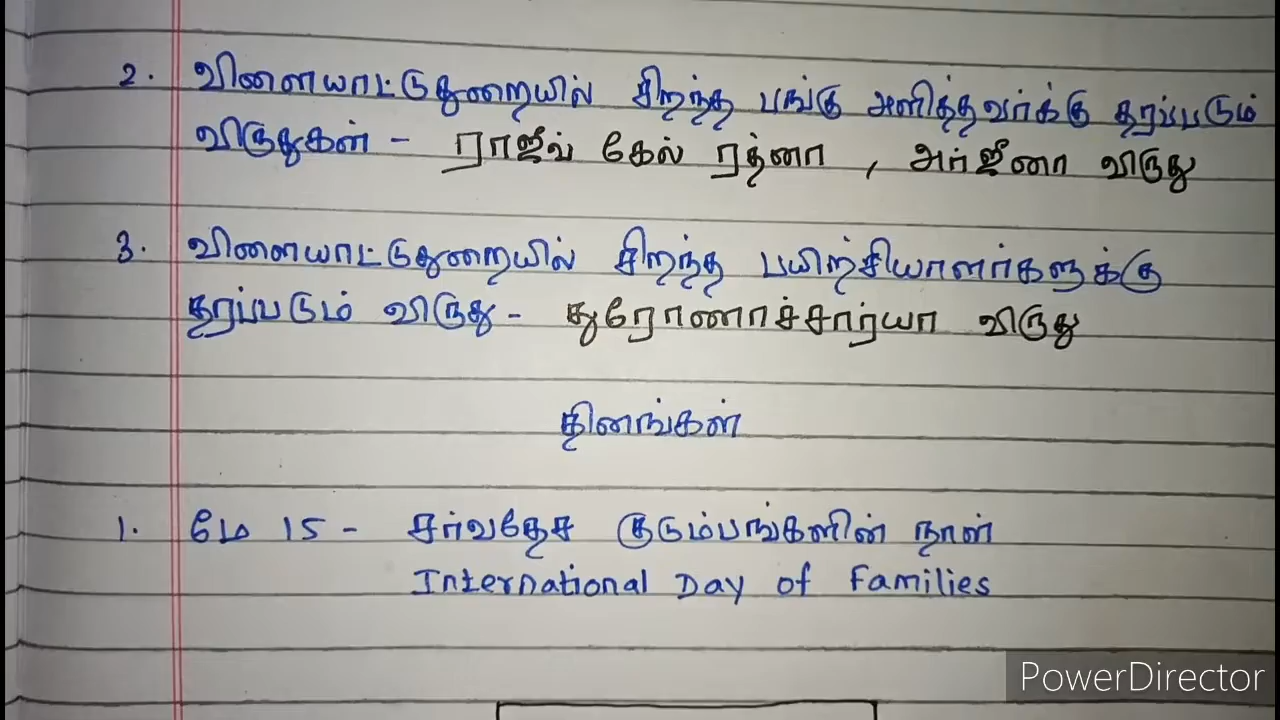 2. விளையாட்டுதுறையில் சிறந்த பங்கு அளித்தவர்க்கு தரப்படும்
விருதுகள் - ராஜீவ் கேல் ரத்னா , அர்ஜீனா விருது
3. விளையாட்டுதுறையில் சிறந்த பயிற்சியாளர்களுக்கு
தரப்படும் விருது - துரோணாச்சார்யா விருது
தினங்கள்
1. மே 15 - சர்வதேச குடும்பங்களின் நாள்
International Day of Families
PowerDirector